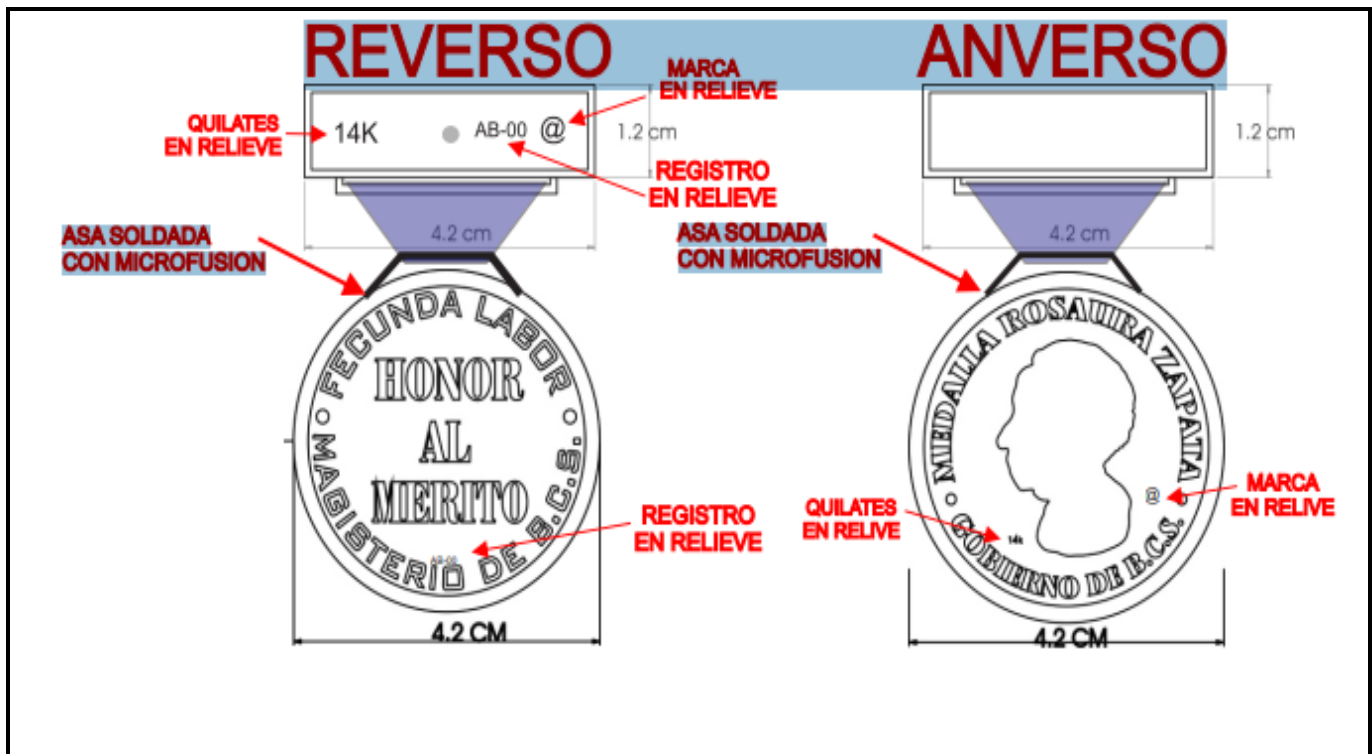 REVERSO
ANVERSO
MARCA
EN RELIEVE
QUILATES
EN RELIEVE
14K
AB-00 @
1.2 cm
1.2 cm
REGISTRO
EN RELIEVE
ASA SOLDADA
CON MICROFUSION
4.2 cm
ASA SOLDADA
CON MICROFUSION
4.2 cm
FECUNDA LABOR
HONOR
AL
MERITO
MAGISTERIO DE B.C.S.
AB-00
REGISTRO
EN RELIEVE
4.2 CM
MEDALLA ROSAURA ZAPATA
@
MARCA
EN RELIVE
QUILATES
EN RELIVE
14k
GOBIERNO DE B.C.S.
4.2 CM